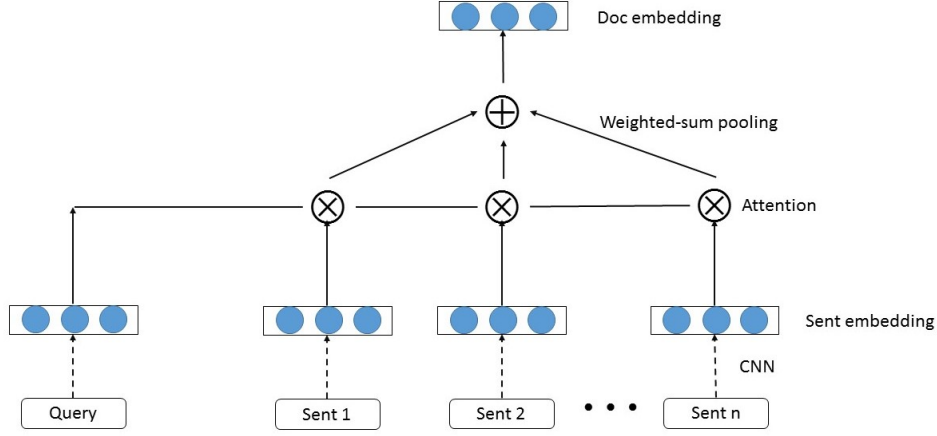 Doc embedding
Weighted-sum pooling
Attention
Sent embedding
CNN
Query
Sent 1
Sent 2
Sent n